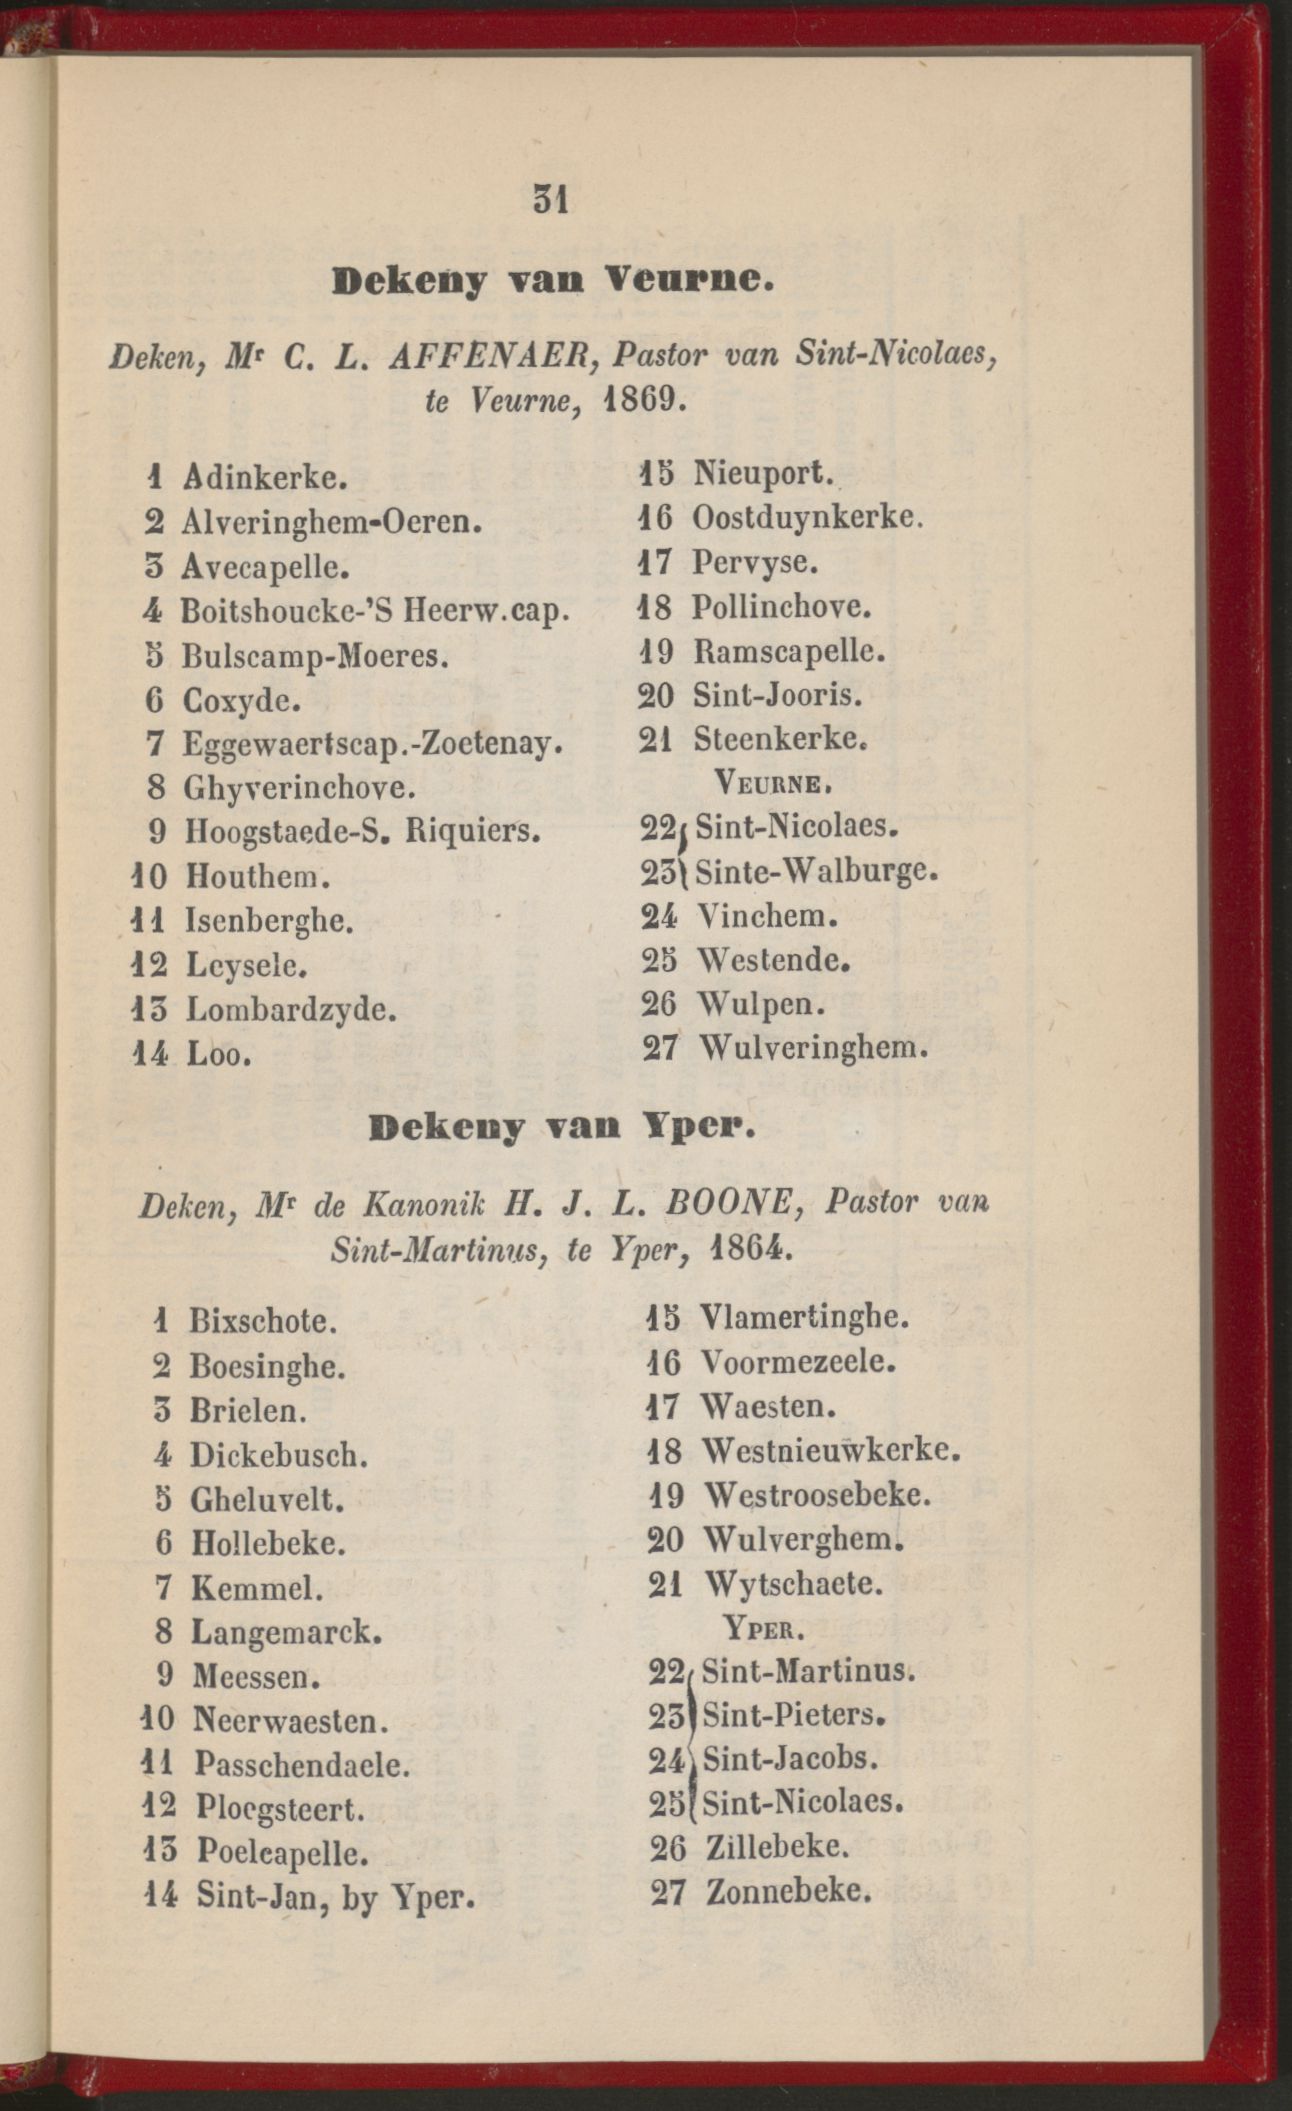 31
Dekeny van Veurne.
Deken, Mr C. L. AFFENAER, Pastor van Sint-Nicolaes,
te Veurne, 1869.
1 Adinkerke.
2 Alveringhem-Oeren.
3 Avecapelle.
4 Boitshoucke-'S Heerw.cap.
5 Bulscamp-Moeres.
6 Coxyde.
7 Eggewaertscap.-Zoetenay.
8 Ghyverinchove.
9 Hoogstaede-S. Riquiers.
10 Houthem.
11 Isenberghe.
12 Leysele.
13 Lombardzyde.
14 Loo.
15 Nieuport.
16 Oostduynkerke.
17 Pervyse.
18 Pollinchove.
19 Ramscapelle.
20 Sint-Jooris.
21 Steenkerke.
VEURNE.
22 Sint-Nicolaes.
23 Sinte-Walburge.
24 Vinchem.
25 Westende.
26 Wulpen.
27 Wulveringhem.
Dekeny van Yper.
Deken, Mr de Kanonik H. J. L. BOONE, Pastor van
Sint-Martinus, te Yper, 1864.
1 Bixschote.
2 Boesinghe.
3 Brielen.
4 Dickebusch.
5 Gheluvelt.
6 Hollebeke.
7 Kemmel.
8 Langemarck.
9 Meessen.
10 Neerwaesten.
11 Passchendaele.
12 Ploegsteert.
13 Poelcapelle.
14 Sint-Jan, by Yper.
15 Vlamertinghe.
16 Voormezeele.
17 Waesten.
18 Westnieuwkerke.
19 Westroosebeke.
20 Wulverghem.
21 Wytschaete.
YPER.
22 Sint-Martinus.
23 Sint-Pieters.
24 Sint-Jacobs.
25 Sint-Nicolaes.
26 Zillebeke.
27 Zonnebeke.